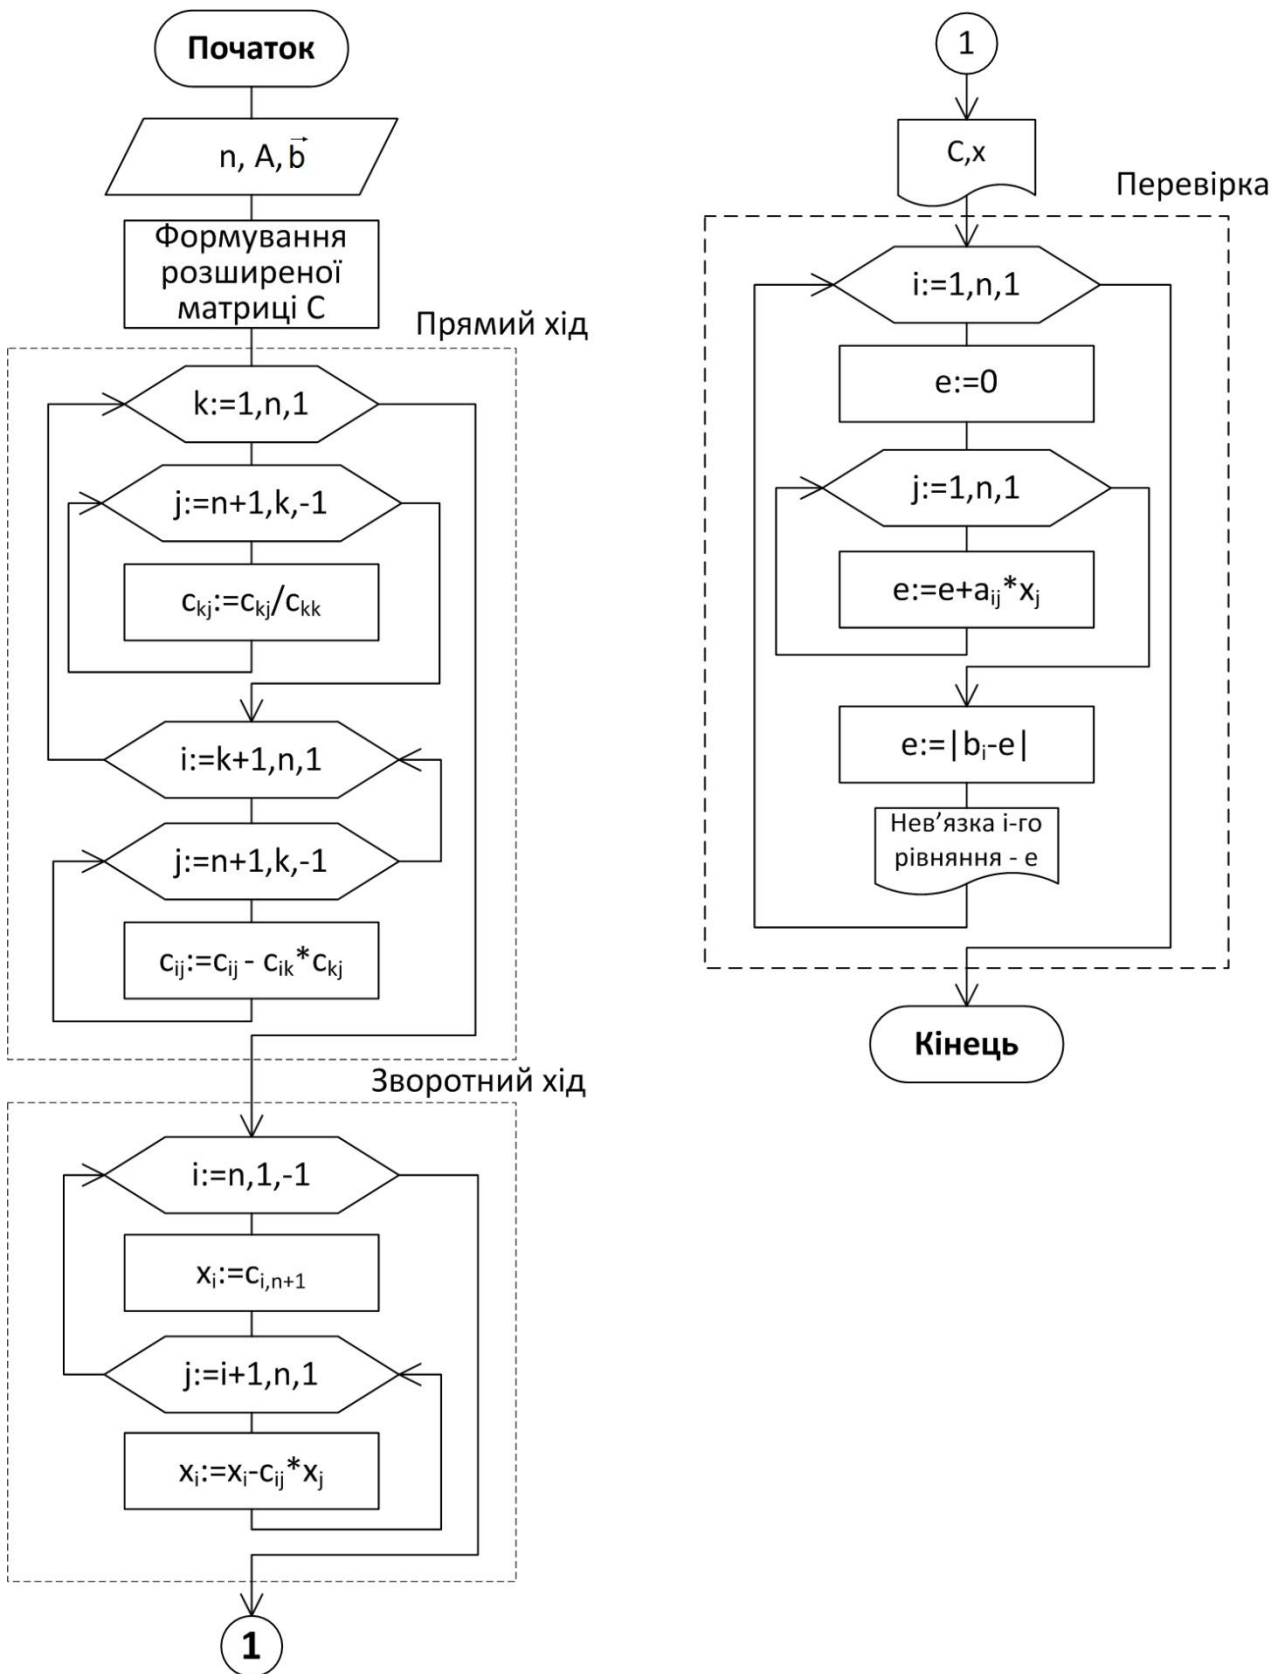 Початок
n, A, b⃗
Формування
розширеної
матриці С
Прямий хід
k:=1,n,1
j:=n+1,k,-1
cₖⱼ:=cₖⱼ/cₖₖ
i:=k+1,n,1
j:=n+1,k,-1
cᵢⱼ:=cᵢⱼ - cᵢₖ*cₖⱼ
Зворотний хід
i:=n,1,-1
xᵢ:=cᵢ,ₙ₊₁
j:=i+1,n,1
xᵢ:=xᵢ-cᵢⱼ*xⱼ
1
1
C,x
Перевірка
i:=1,n,1
e:=0
j:=1,n,1
e:=e+aᵢⱼ*xⱼ
e:=|bᵢ-e|
Нев’язка і-го
рівняння - е
Кінець